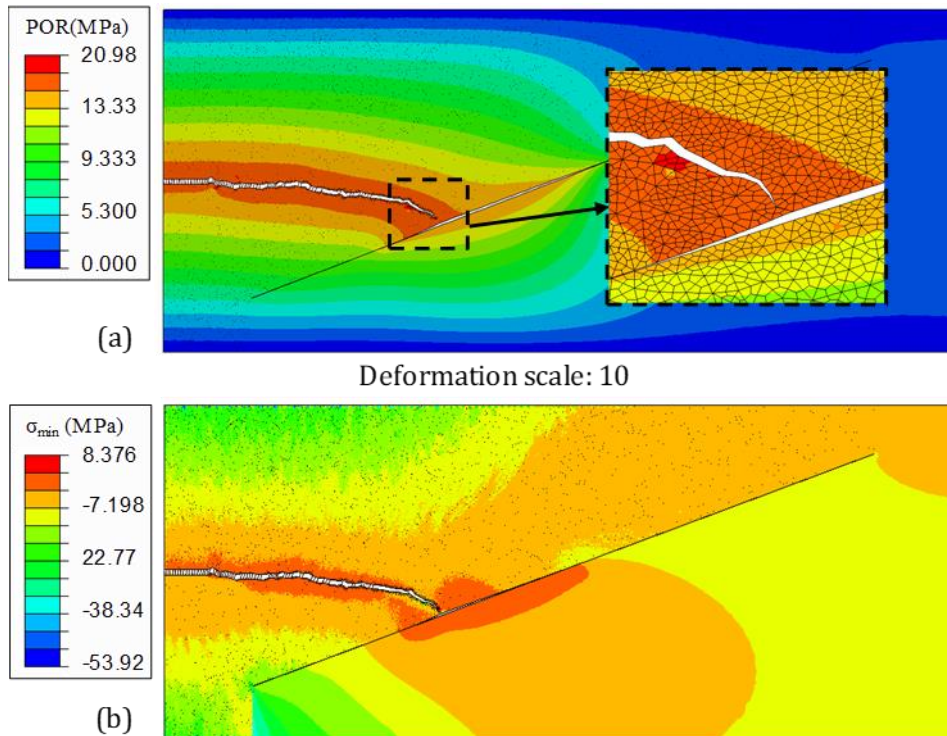 POR(MPa)
20.98
13.33
9.333
5.300
0.000
(a)
Deformation scale: 10
σmin (MPa)
8.376
-7.198
22.77
-38.34
-53.92
(b)